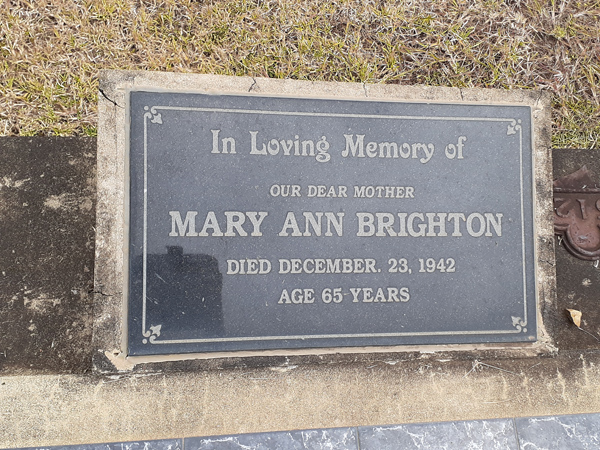 In Loving Memory of
OUR DEAR MOTHER
MARY ANN BRIGHTON
DIED DECEMBER. 23, 1942
AGE 65 YEARS